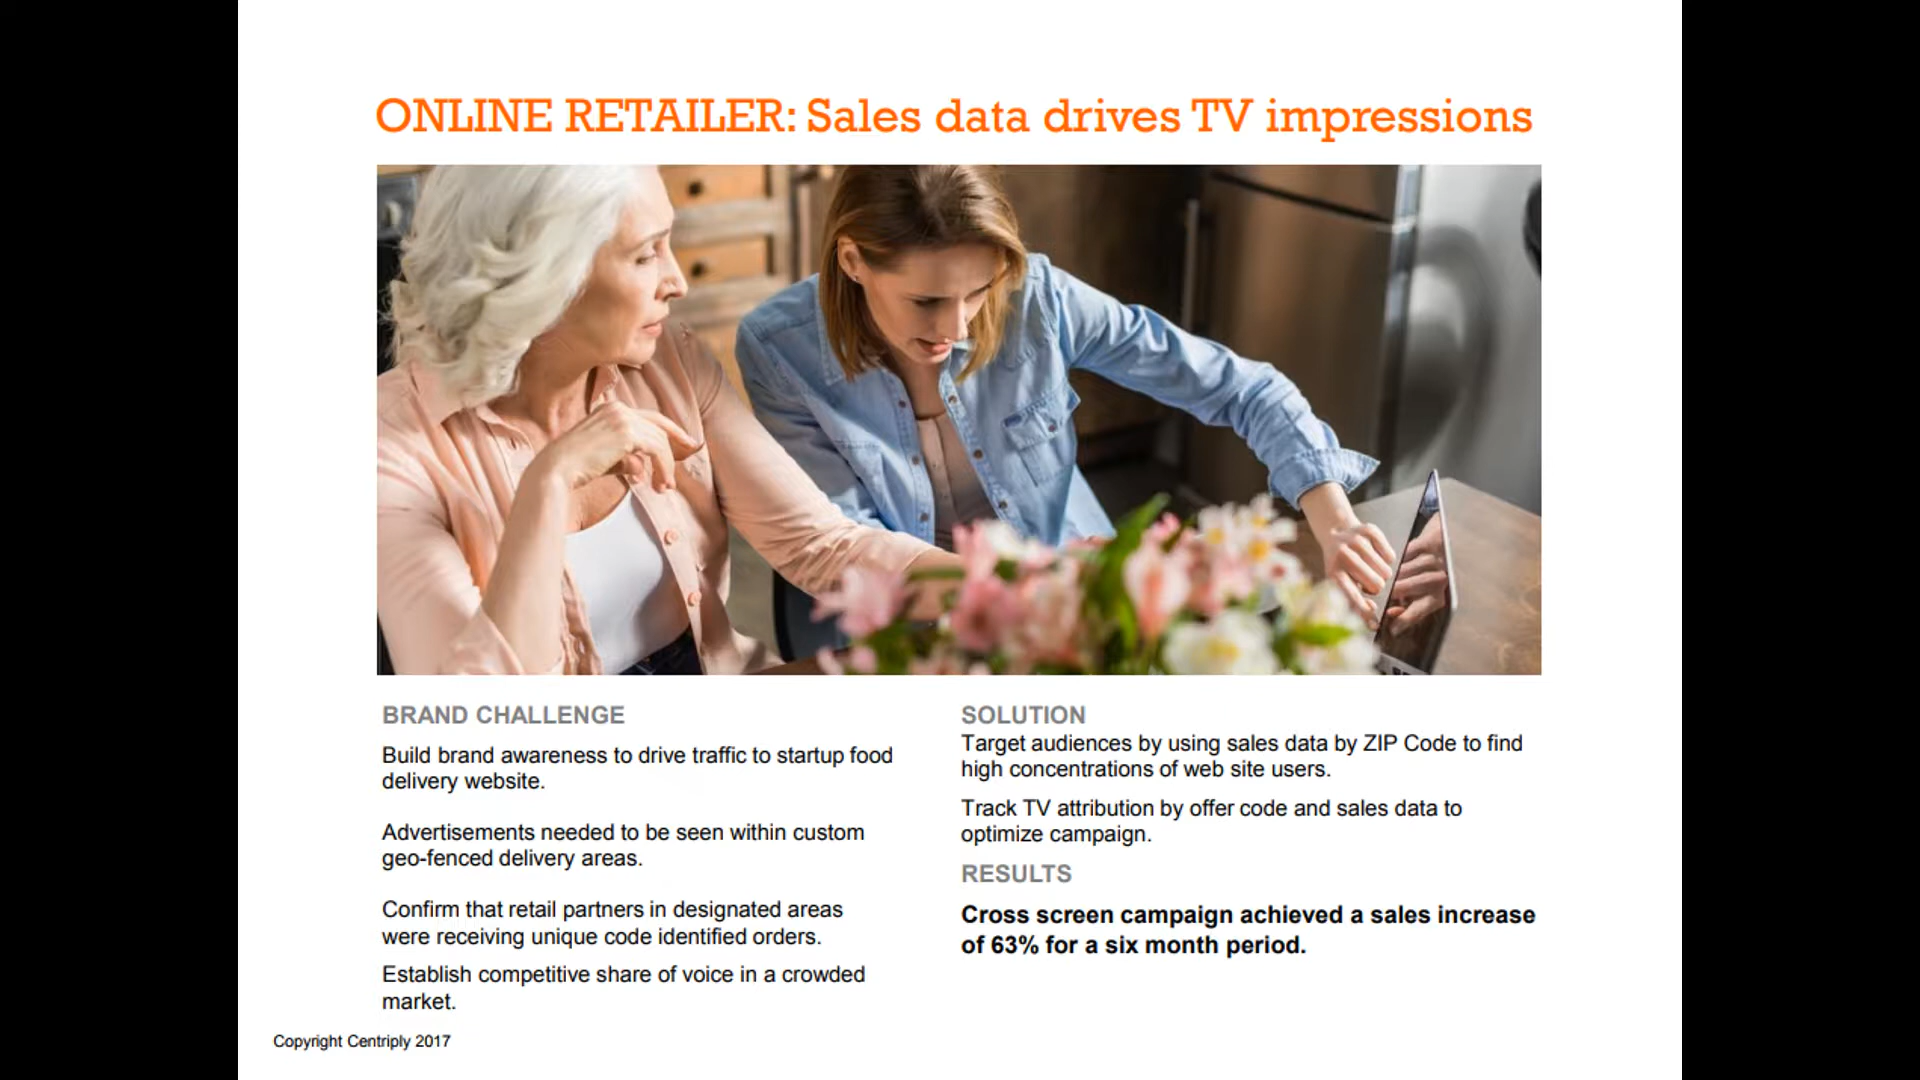 ONLINE RETAILER: Sales data drives TV impressions
BRAND CHALLENGE
Build brand awareness to drive traffic to startup food
delivery website.
Advertisements needed to be seen within custom
geo-fenced delivery areas.
Confirm that retail partners in designated areas
were receiving unique code identified orders.
Establish competitive share of voice in a crowded
market.
SOLUTION
Target audiences by using sales data by ZIP Code to find
high concentrations of web site users.
Track TV attribution by offer code and sales data to
optimize campaign.
RESULTS
Cross screen campaign achieved a sales increase
of 63% for a six month period.
Copyright Centriply 2017